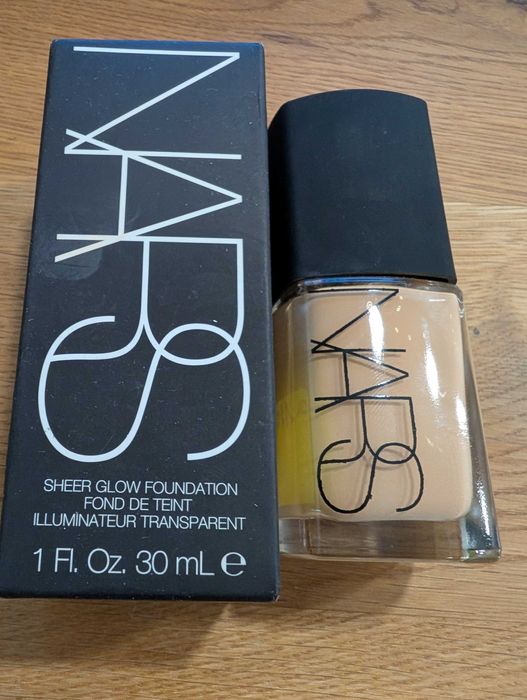 NARS
SHEER GLOW FOUNDATION
FOND DE TEINT
ILLUMINATEUR TRANSPARENT
1 Fl. Oz. 30 mL e
NARS